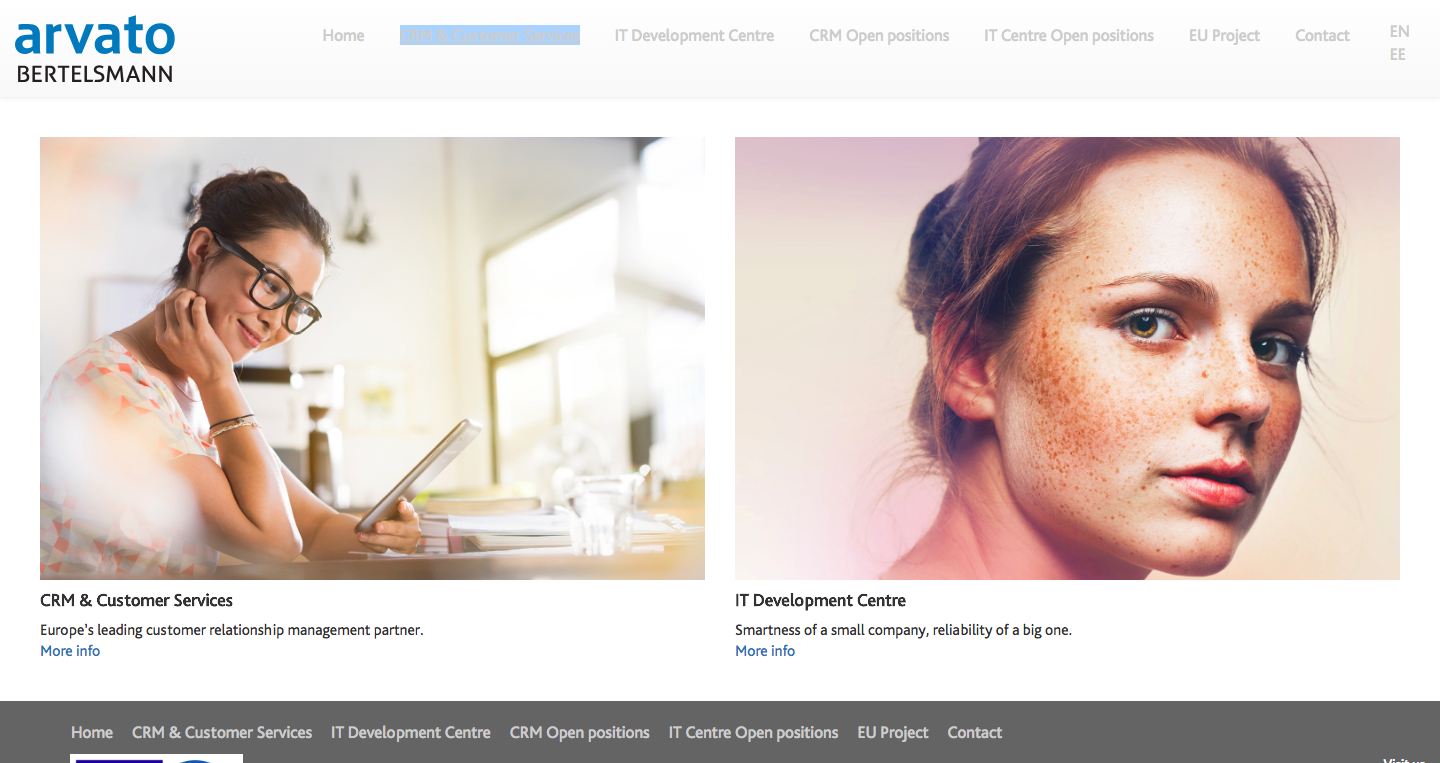 arvato
BERTELSMANN
Home CRM & Customer Services IT Development Centre CRM Open positions IT Centre Open positions EU Project Contact EN
EE
CRM & Customer Services
Europe's leading customer relationship management partner.
More info
IT Development Centre
Smartness of a small company, reliability of a big one.
More info
Home CRM & Customer Services IT Development Centre CRM Open positions IT Centre Open positions EU Project Contact
Visit us